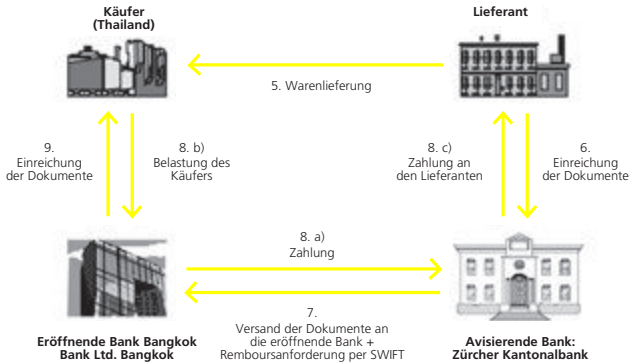 Käufer
(Thailand)
Lieferant
5. Warenlieferung
9.
Einreichung
der Dokumente
8. b)
Belastung des
Käufers
8. c)
Zahlung an
den Lieferanten
6.
Einreichung
der Dokumente
8. a)
Zahlung
7.
Versand der Dokumente an
die eröffnende Bank +
Remboursanforderung per SWIFT
Eröffnende Bank Bangkok
Bank Ltd. Bangkok
Avisierende Bank:
Zürcher Kantonalbank